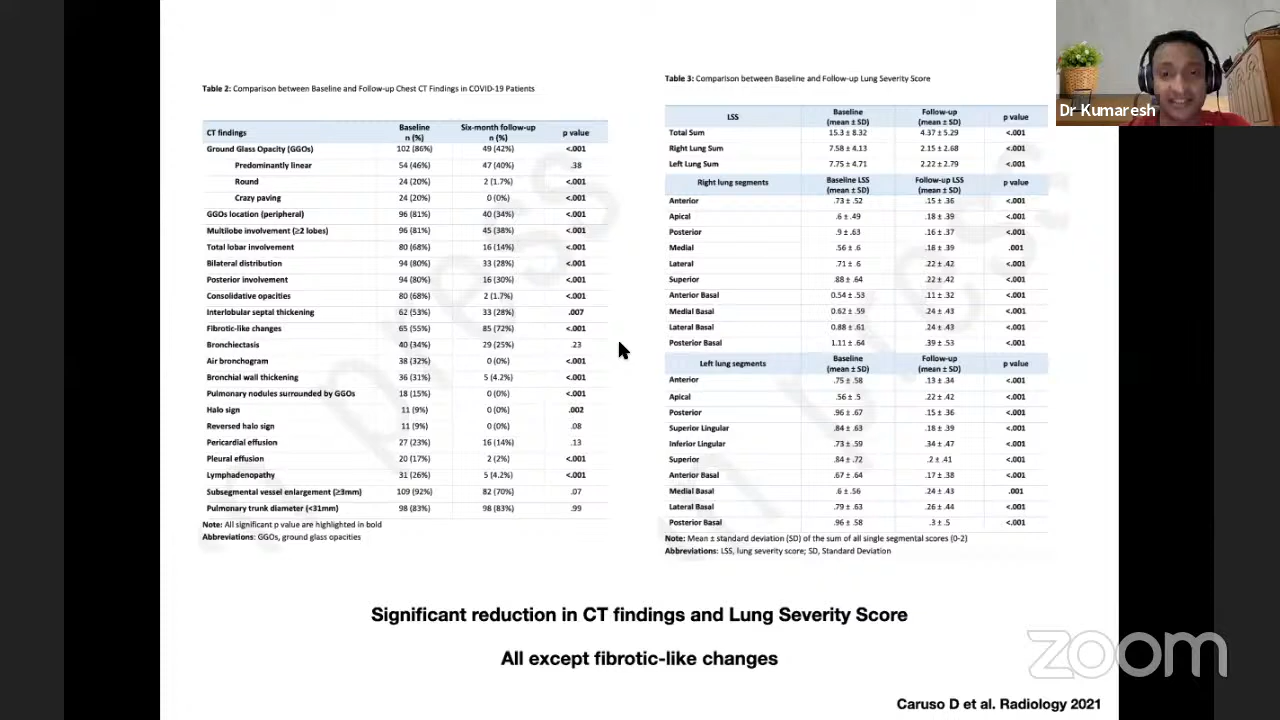 Table 2: Comparison between Baseline and Follow-up Chest CT Findings in COVID-19 Patients
CT findings Baseline n (%) Six-month follow-up n (%) p value
Ground Glass Opacity (GGOs) 102 (86%) 49 (42%) <.001
Predominantly linear 54 (46%) 47 (40%) .38
Round 24 (20%) 2 (1.7%) <.001
Crazy paving 24 (20%) 0 (0%) <.001
GGOs location (peripheral) 96 (81%) 40 (34%) <.001
Multilobe involvement (≥2 lobes) 96 (81%) 45 (38%) <.001
Total lobar involvement 80 (68%) 16 (14%) <.001
Bilateral distribution 94 (80%) 33 (28%) <.001
Posterior involvement 94 (80%) 16 (30%) <.001
Consolidative opacities 80 (68%) 2 (1.7%) <.001
Interlobular septal thickening 62 (53%) 33 (28%) .007
Fibrotic-like changes 65 (55%) 85 (72%) <.001
Bronchiectasis 40 (34%) 29 (25%) .23
Air bronchogram 38 (32%) 0 (0%) <.001
Bronchial wall thickening 36 (31%) 5 (4.2%) <.001
Pulmonary nodules surrounded by GGOs 18 (15%) 0 (0%) <.001
Halo sign 11 (9%) 0 (0%) .002
Reversed halo sign 11 (9%) 0 (0%) .08
Pericardial effusion 27 (23%) 16 (14%) .13
Pleural effusion 20 (17%) 2 (2%) <.001
Lymphadenopathy 31 (26%) 5 (4.2%) <.001
Subsegmental vessel enlargement (≥3mm) 109 (92%) 82 (70%) .07
Pulmonary trunk diameter (<31mm) 98 (83%) 98 (83%) .99
Note: All significant p value are highlighted in bold
Abbreviations: GGOs, ground glass opacities
Table 3: Comparison between Baseline and Follow-up Lung Severity Score
LSS Baseline (mean ± SD) Follow-up (mean ± SD) p value
Total Sum 15.3 ± 8.32 4.37 ± 5.29 <.001
Right Lung Sum 7.58 ± 4.13 2.15 ± 2.68 <.001
Left Lung Sum 7.75 ± 4.71 2.22 ± 2.79 <.001
Right lung segments Baseline LSS (mean ± SD) Follow-up LSS (mean ± SD) p value
Anterior .73 ± .52 .15 ± .36 <.001
Apical .6 ± .49 .18 ± .39 <.001
Posterior .9 ± .63 .16 ± .37 <.001
Medial .56 ± .6 .18 ± .39 .001
Lateral .71 ± .6 .22 ± .42 <.001
Superior .88 ± .64 .22 ± .42 <.001
Anterior Basal 0.54 ± .53 .11 ± .32 <.001
Medial Basal 0.62 ± .59 .24 ± .43 <.001
Lateral Basal 0.88 ± .61 .24 ± .43 <.001
Posterior Basal 1.11 ± .64 .39 ± .53 <.001
Left lung segments Baseline (mean ± SD) Follow-up (mean ± SD) p value
Anterior .75 ± .58 .13 ± .34 <.001
Apical .56 ± .5 .22 ± .42 <.001
Posterior .96 ± .67 .15 ± .36 <.001
Superior Lingular .84 ± .63 .18 ± .39 <.001
Inferior Lingular .73 ± .59 .34 ± .47 <.001
Superior .84 ± .72 .2 ± .41 <.001
Anterior Basal .67 ± .64 .17 ± .38 <.001
Medial Basal .6 ± .56 .24 ± .43 .001
Lateral Basal .79 ± .63 .26 ± .44 <.001
Posterior Basal .96 ± .58 .3 ± .5 <.001
Note: Mean ± standard deviation (SD) of the sum of all single segmental scores (0-2)
Abbreviations: LSS, lung severity score; SD, Standard Deviation
Dr Kumaresh
Significant reduction in CT findings and Lung Severity Score
All except fibrotic-like changes
zoom
Caruso D et al. Radiology 2021